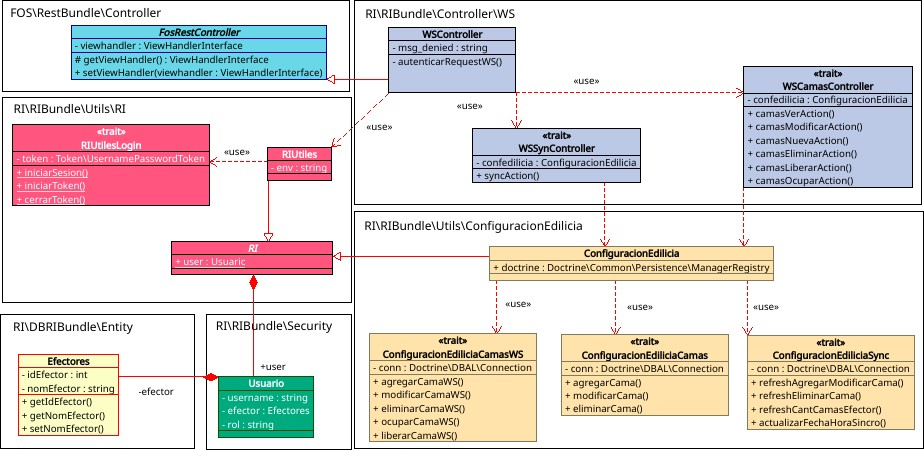 FOS\RestBundle\Controller
FosRestController
- viewhandler : ViewHandlerInterface
# getViewHandler() : ViewHandlerInterface
+ setViewHandler(viewhandler : ViewHandlerInterface)
RI\RIBundle\Controller\WS
WSController
- msg_denied : string
- autenticarRequestWS()
«use»
«use»
«use»
«trait»
WSCamasController
- confedilicia : ConfiguracionEdilicia
+ camasVerAction()
+ camasModificarAction()
+ camasNuevaAction()
+ camasEliminarAction()
+ camasLiberarAction()
+ camasOcuparAction()
«trait»
WSSynController
- confedilicia : ConfiguracionEdilicia
+ syncAction()
RI\RIBundle\Utils\RI
«trait»
RIUtilesLogin
- token : Token\UsernamePasswordToken
+ iniciarSesion()
+ iniciarToken()
+ cerrarToken()
«use»
RIUtiles
- env : string
RI
+ user : Usuaric
RI\RIBundle\Utils\ConfiguracionEdilicia
ConfiguracionEdilicia
+ doctrine : Doctrine\Common\Persistence\ManagerRegistry
«use»
«use»
«use»
«trait»
ConfiguracionEdiliciaCamasWS
- conn : Doctrine\DBAL\Connection
+ agregarCamaWS()
+ modificarCamaWS()
+ eliminarCamaWS()
+ ocuparCamaWS()
+ liberarCamaWS()
«trait»
ConfiguracionEdiliciaCamas
- conn : Doctrine\DBAL\Connection
+ agregarCama()
+ modificarCama()
+ eliminarCama()
«trait»
ConfiguracionEdiliciaSync
- conn : Doctrine\DBAL\Connection
+ refreshAgregarModificarCama()
+ refreshEliminarCama()
+ refreshCantCamasEfector()
+ actualizarFechaHoraSincro()
RI\DBRIBundle\Entity
Efectores
- idEfector : int
- nomEfector : string
+ getIdEfector()
+ getNomEfector()
+ setNomEfector()
-efector
RI\RIBundle\Security
+user
Usuario
- username : string
- efector : Efectores
- rol : string